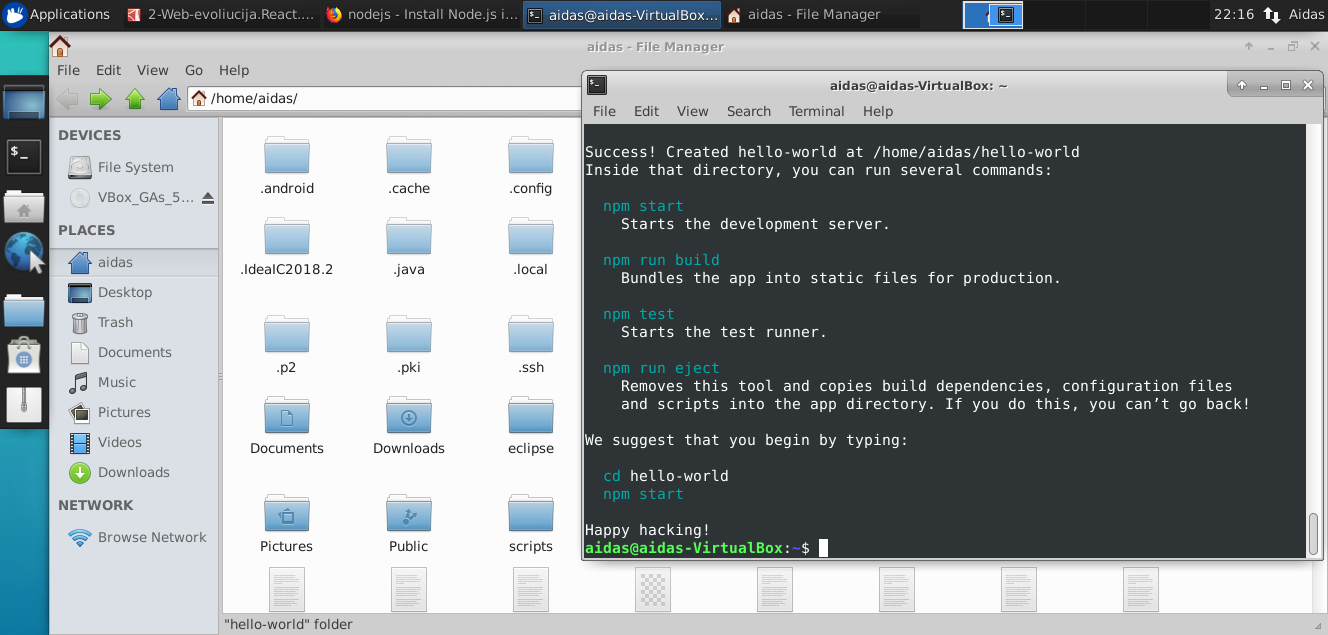 Applications
2-Web-evoliucija.React....
nodejs - Install Node.js i...
aidas@aidas-VirtualBox...
aidas - File Manager
22:16
Aidas
aidas - File Manager
File Edit View Go Help
/home/aidas/
DEVICES
File System
VBox_GAs_5...
PLACES
aidas
Desktop
Trash
Documents
Music
Pictures
Videos
Downloads
NETWORK
Browse Network
.android .cache .config
.IdeaIC2018.2 .java .local
.p2 .pki .ssh
Documents Downloads eclipse
Pictures Public scripts
"hello-world" folder
aidas@aidas-VirtualBox: ~
File Edit View Search Terminal Help
Success! Created hello-world at /home/aidas/hello-world
Inside that directory, you can run several commands:
npm start
Starts the development server.
npm run build
Bundles the app into static files for production.
npm test
Starts the test runner.
npm run eject
Removes this tool and copies build dependencies, configuration files
and scripts into the app directory. If you do this, you can’t go back!
We suggest that you begin by typing:
cd hello-world
npm start
Happy hacking!
aidas@aidas-VirtualBox:~$